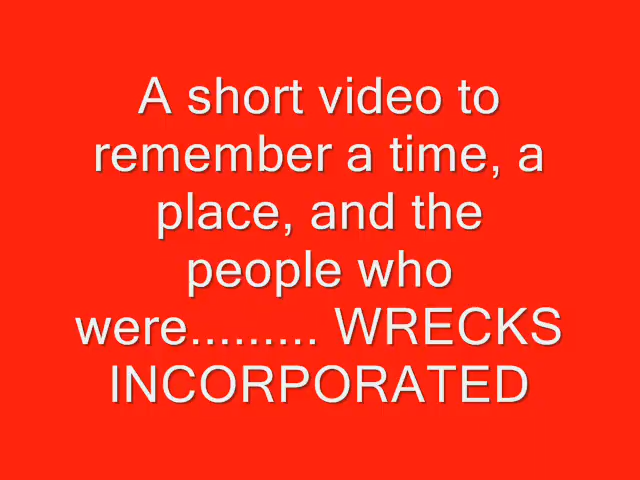 A short video to
remember a time, a
place, and the
people who
were......... WRECKS
INCORPORATED